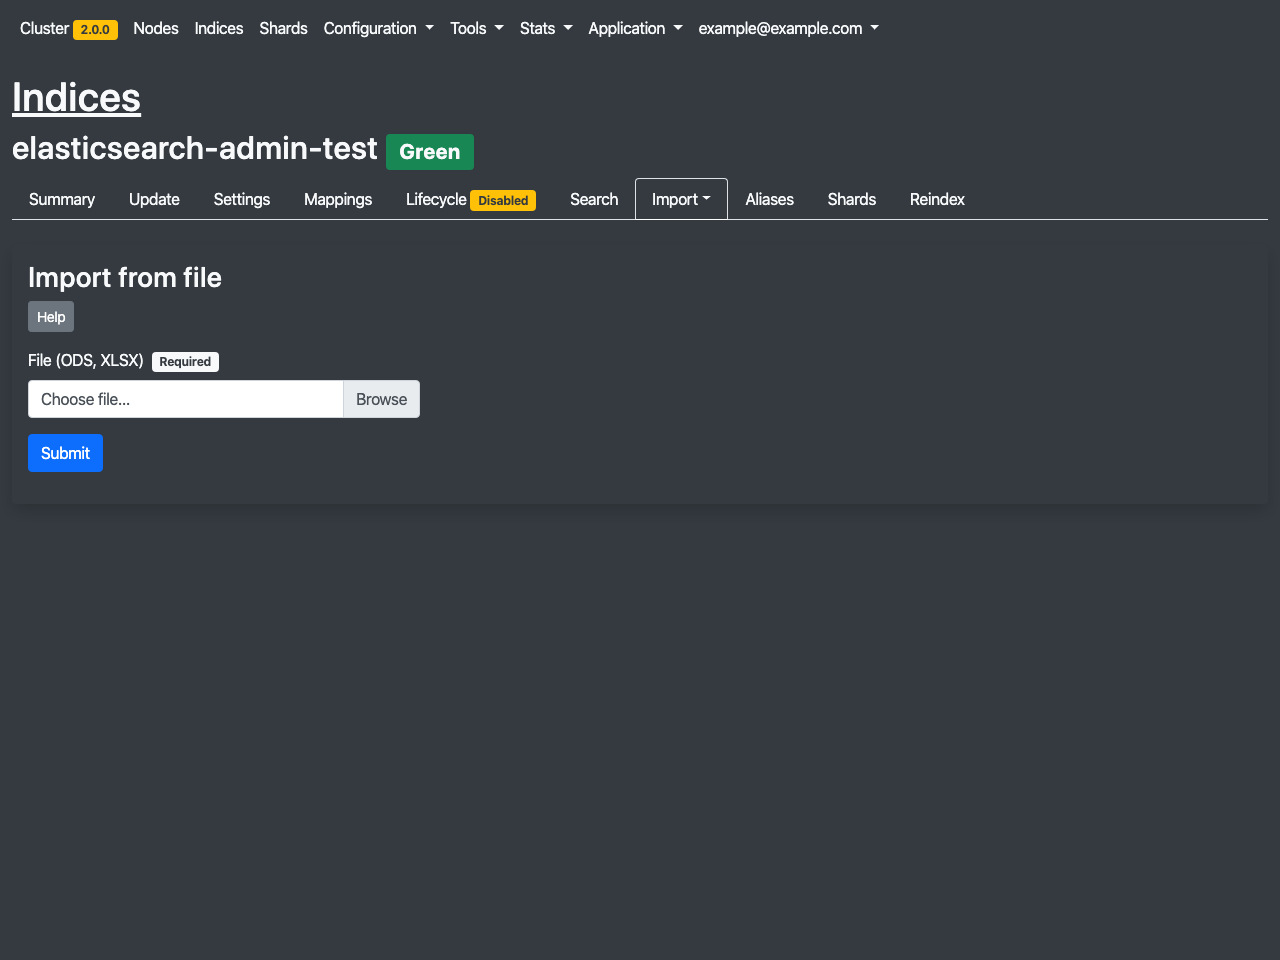 Cluster 2.0.0 Nodes Indices Shards Configuration Tools Stats Application example@example.com
Indices
elasticsearch-admin-test Green
Summary Update Settings Mappings Lifecycle Disabled Search Import Aliases Shards Reindex
Import from file
Help
File (ODS, XLSX) Required
Choose file... Browse
Submit